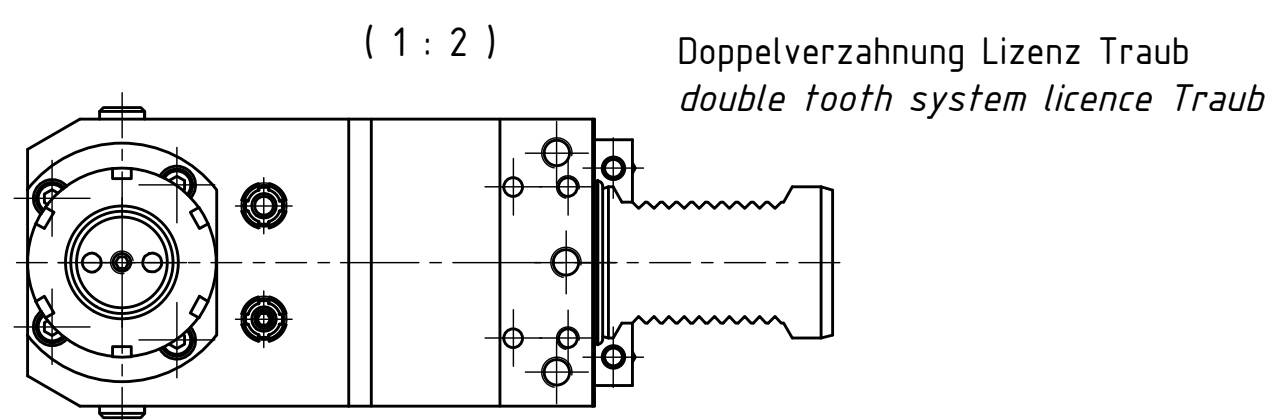 ( 1 : 2 )
Doppelverzahnung Lizenz Traub
double tooth system licence Traub